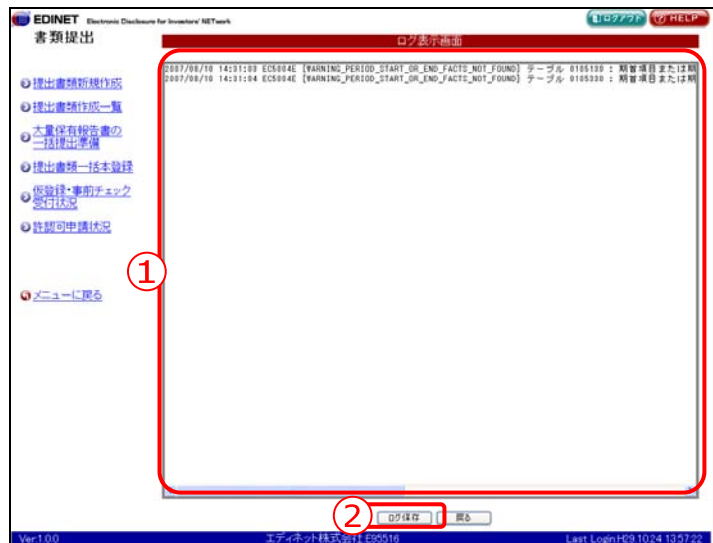 EDINET Electronic Disclosure for Investors' NETwork
ログアウト
HELP
書類提出
ログ表示画面
2007/08/10 14:31:03 EC5004E [WARNING_PERIOD_START_OR_END_FACTS_NOT_FOUND] テーブル 0105130 : 期首項目または期
2007/08/10 14:31:04 EC5004E [WARNING_PERIOD_START_OR_END_FACTS_NOT_FOUND] テーブル 0105330 : 期首項目または期
提出書類新規作成
提出書類作成一覧
大量保有報告書の
一括提出準備
提出書類一括本登録
仮登録・事前チェック
受付状況
許認可申請状況
①
メニューに戻る
②
ログ保存
戻る
Ver.1.0.0
エディネット株式会社 E95516
Last Login:H29.10.24 13:57:22